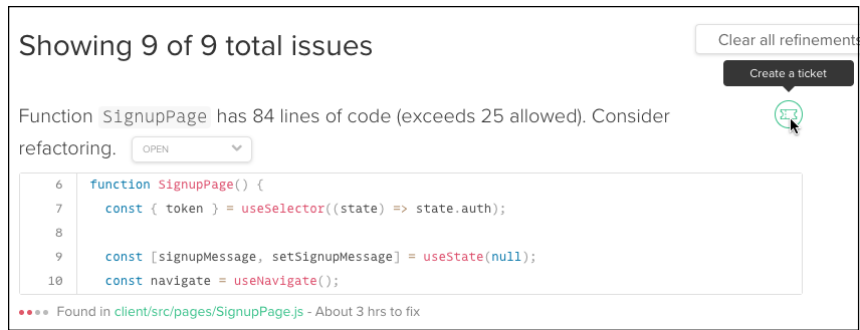 Showing 9 of 9 total issues
Clear all refinements
Create a ticket
Function SignupPage has 84 lines of code (exceeds 25 allowed). Consider
refactoring. OPEN
6 function SignupPage() {
7 const { token } = useSelector((state) => state.auth);
8
9 const [signupMessage, setSignupMessage] = useState(null);
10 const navigate = useNavigate();
Found in client/src/pages/SignupPage.js - About 3 hrs to fix